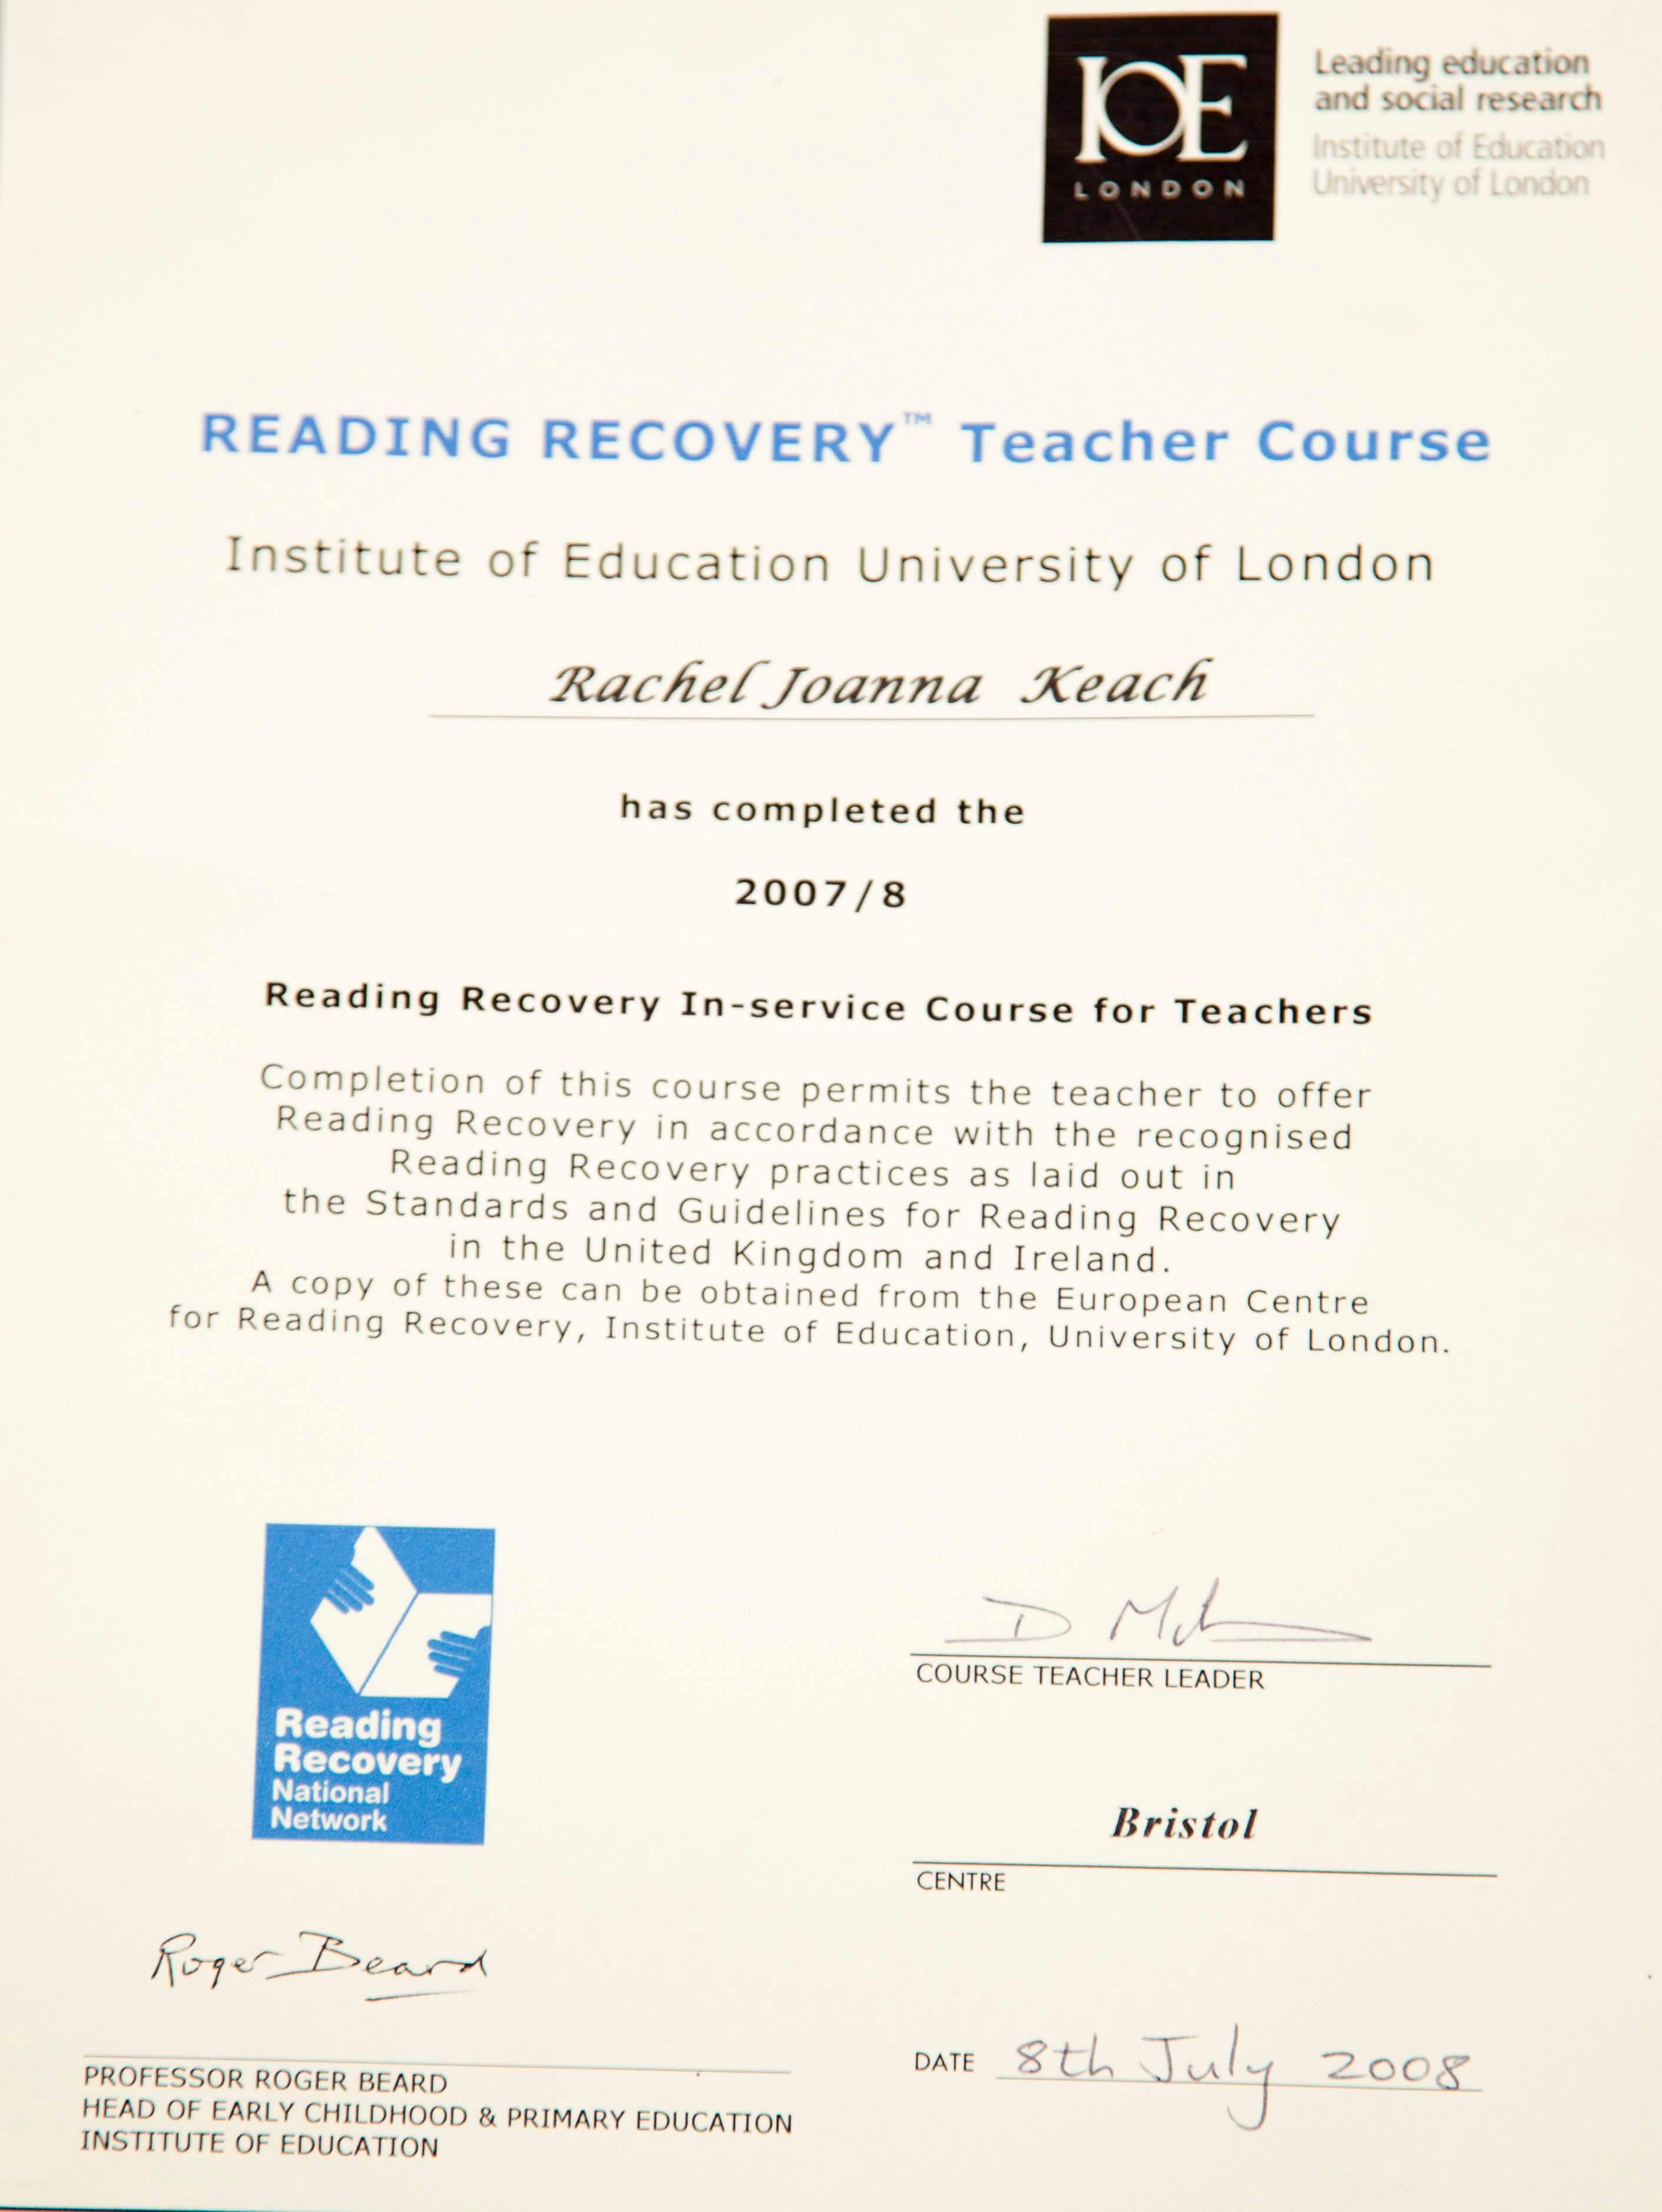 IOE
LONDON
Leading education
and social research
Institute of Education
University of London
READING RECOVERY™ Teacher Course
Institute of Education University of London
Rachel Joanna Keach
has completed the
2007/8
Reading Recovery In-service Course for Teachers
Completion of this course permits the teacher to offer
Reading Recovery in accordance with the recognised
Reading Recovery practices as laid out in
the Standards and Guidelines for Reading Recovery
in the United Kingdom and Ireland.
A copy of these can be obtained from the European Centre
for Reading Recovery, Institute of Education, University of London.
Reading
Recovery
National
Network
D
COURSE TEACHER LEADER
Bristol
CENTRE
Roger Beard
PROFESSOR ROGER BEARD
HEAD OF EARLY CHILDHOOD & PRIMARY EDUCATION
INSTITUTE OF EDUCATION
DATE 8th July 2008